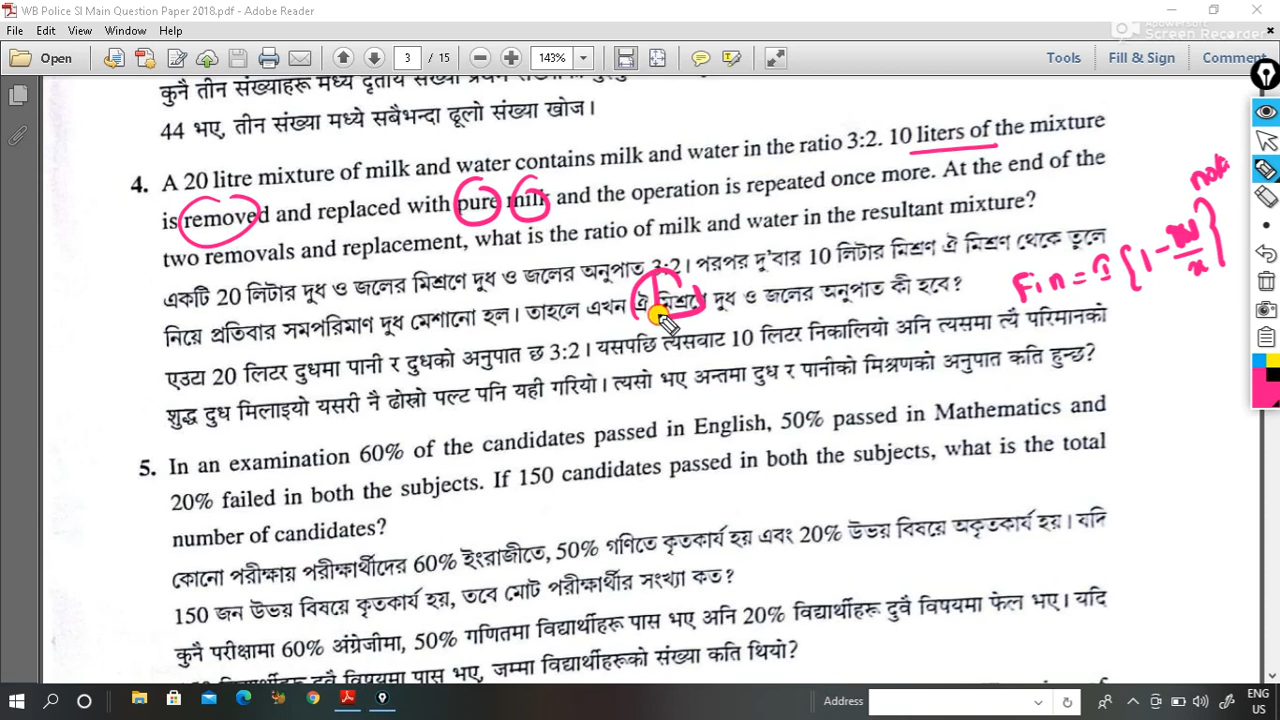 WB Police SI Main Question Paper 2018.pdf - Adobe Reader
File Edit View Window Help
Apowersoft
Screen Recorder
Open 3 / 15 143% Tools Fill & Sign Comment
कुनै तीन संख्याहरू मध्ये दृतीय संख्या प्रथम
44 भए, तीन संख्या मध्ये सबैभन्दा ढूलो संख्या खोज।
4. A 20 litre mixture of milk and water contains milk and water in the ratio 3:2. 10 liters of the mixture
is removed and replaced with pure milk and the operation is repeated once more. At the end of the
two removals and replacement, what is the ratio of milk and water in the resultant mixture?
একটি 20 লিটার দুধ ও জলের মিশ্রণে দুধ ও জলের অনুপাত 3:2। পরপর দু'বার 10 লিটার মিশ্রণ ঐ মিশ্রণ থেকে তুলে
নিয়ে প্রতিবার সমপরিমাণ দুধ মেশানো হল। তাহলে এখন ঐ মিশ্রণে দুধ ও জলের অনুপাত কী হবে?
एउटा 20 लिटर दुधमा पानी र दुधको अनुपात छ 3:2। यसपछि त्यसबाट 10 लिटर निकालियो अनि त्यसमा त्यै परिमानको
शुद्ध दुध मिलाइयो यसरी नै ढोस्रो पल्ट पनि यही गरियो। त्यसो भए अन्तमा दुध र पानीको मिश्रणको अनुपात कति हुन्छ?
5. In an examination 60% of the candidates passed in English, 50% passed in Mathematics and
20% failed in both the subjects. If 150 candidates passed in both the subjects, what is the total
number of candidates?
কোনো পরীক্ষায় পরীক্ষার্থীদের 60% ইংরাজীতে, 50% গণিতে কৃতকার্য হয় এবং 20% উভয় বিষয়ে অকৃতকার্য হয়। যদি
150 জন উভয় বিষয়ে কৃতকার্য হয়, তবে মোট পরীক্ষার্থীর সংখ্যা কত?
कुनै परीक्षामा 60% अंग्रेजीमा, 50% गणितमा विद्यार्थीहरू पास भए अनि 20% विद्यार्थीहरू दुवै विषयमा फेल भए। यदि
विद्यार्थीहरू दुवै विषयमा पास भए, जम्मा विद्यार्थीहरूको संख्या कति थियो?
Address
ENG
US